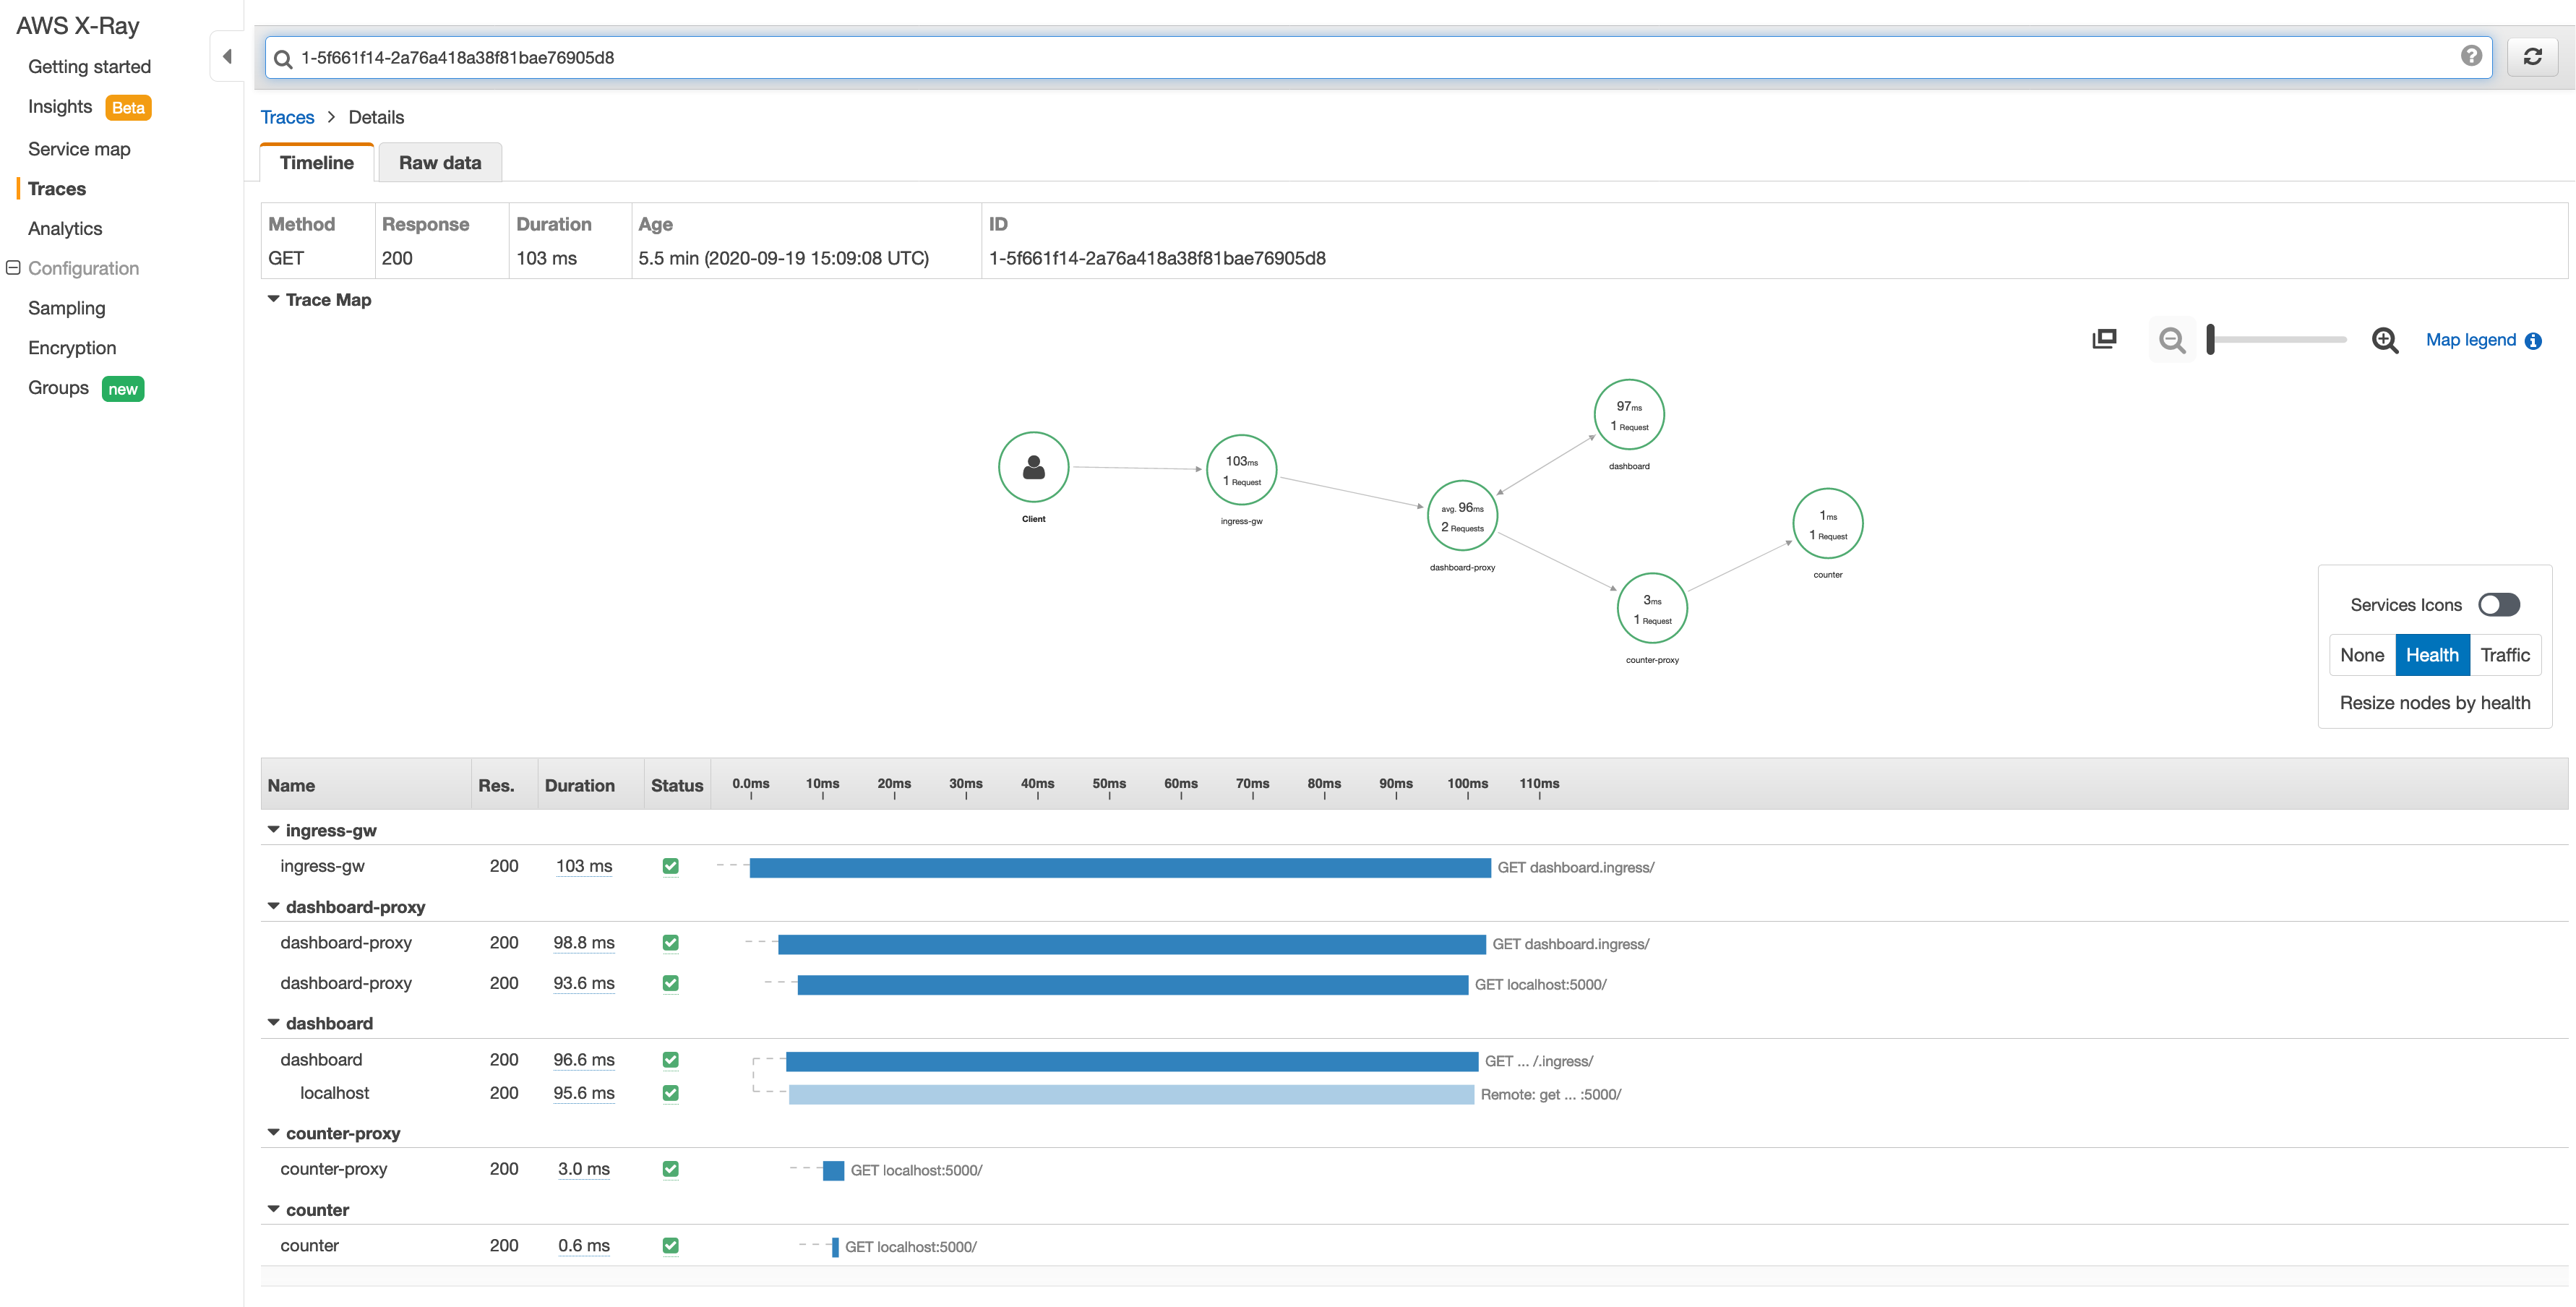 AWS X-Ray
Getting started
Insights Beta
Service map
Traces
Analytics
Configuration
Sampling
Encryption
Groups new
1-5f661f14-2a76a418a38f81bae76905d8
Traces > Details
Timeline Raw data
Method Response Duration Age ID
GET 200 103 ms 5.5 min (2020-09-19 15:09:08 UTC) 1-5f661f14-2a76a418a38f81bae76905d8
Trace Map
Map legend
Client
103ms
1 Request
ingress-gw
avg. 96ms
2 Requests
dashboard-proxy
97ms
1 Request
dashboard
3ms
1 Request
counter-proxy
1ms
1 Request
counter
Services Icons
None Health Traffic
Resize nodes by health
Name Res. Duration Status 0.0ms 10ms 20ms 30ms 40ms 50ms 60ms 70ms 80ms 90ms 100ms 110ms
ingress-gw
ingress-gw 200 103 ms GET dashboard.ingress/
dashboard-proxy
dashboard-proxy 200 98.8 ms GET dashboard.ingress/
dashboard-proxy 200 93.6 ms GET localhost:5000/
dashboard
dashboard 200 96.6 ms GET ... /.ingress/
localhost 200 95.6 ms Remote: get ... :5000/
counter-proxy
counter-proxy 200 3.0 ms GET localhost:5000/
counter
counter 200 0.6 ms GET localhost:5000/